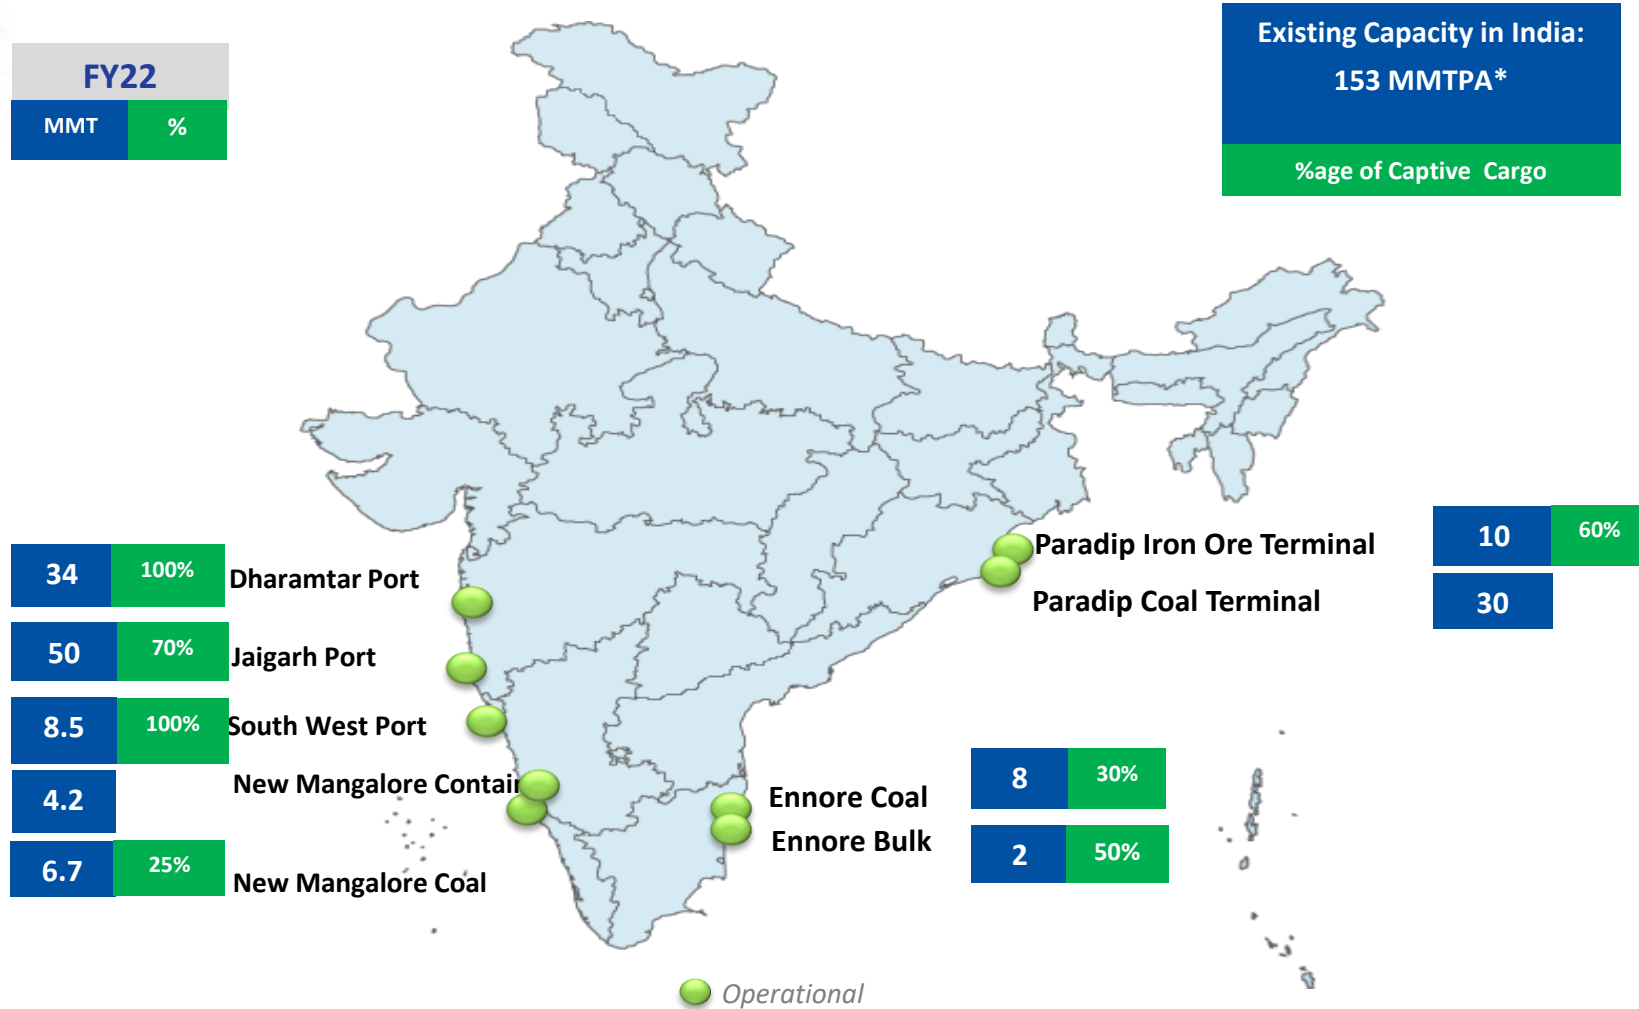 FY22
MMT %
Existing Capacity in India:
153 MMTPA*
%age of Captive Cargo
34 100% Dharamtar Port
50 70% Jaigarh Port
8.5 100% South West Port
4.2 New Mangalore Contain
6.7 25% New Mangalore Coal
Paradip Iron Ore Terminal 10 60%
Paradip Coal Terminal 30
Ennore Coal 8 30%
Ennore Bulk 2 50%
Operational